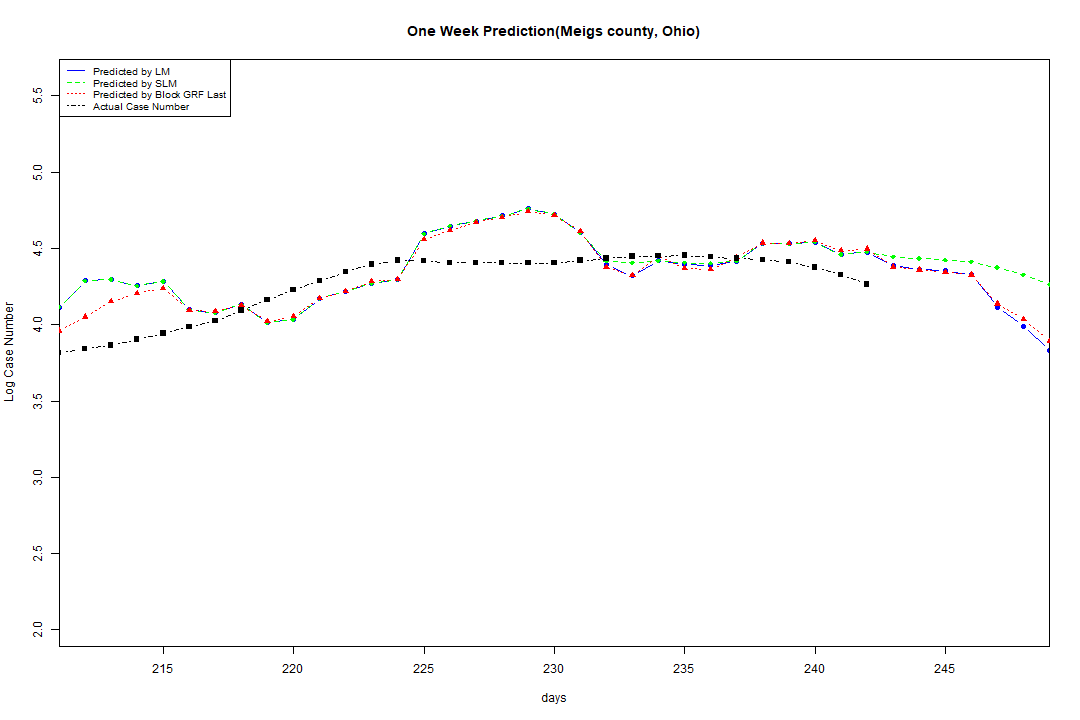 One Week Prediction(Meigs county, Ohio)
Predicted by LM
Predicted by SLM
Predicted by Block GRF Last
Actual Case Number
5.5
5.0
4.5
4.0
3.5
3.0
2.5
2.0
Log Case Number
215 220 225 230 235 240 245
days